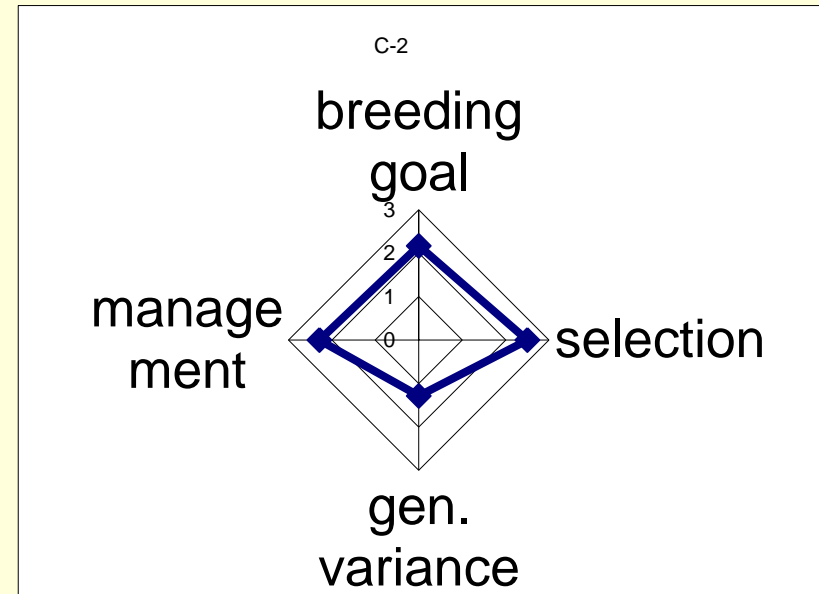 C-2
breeding
goal
3
2
1
0
manage
ment
selection
gen.
variance